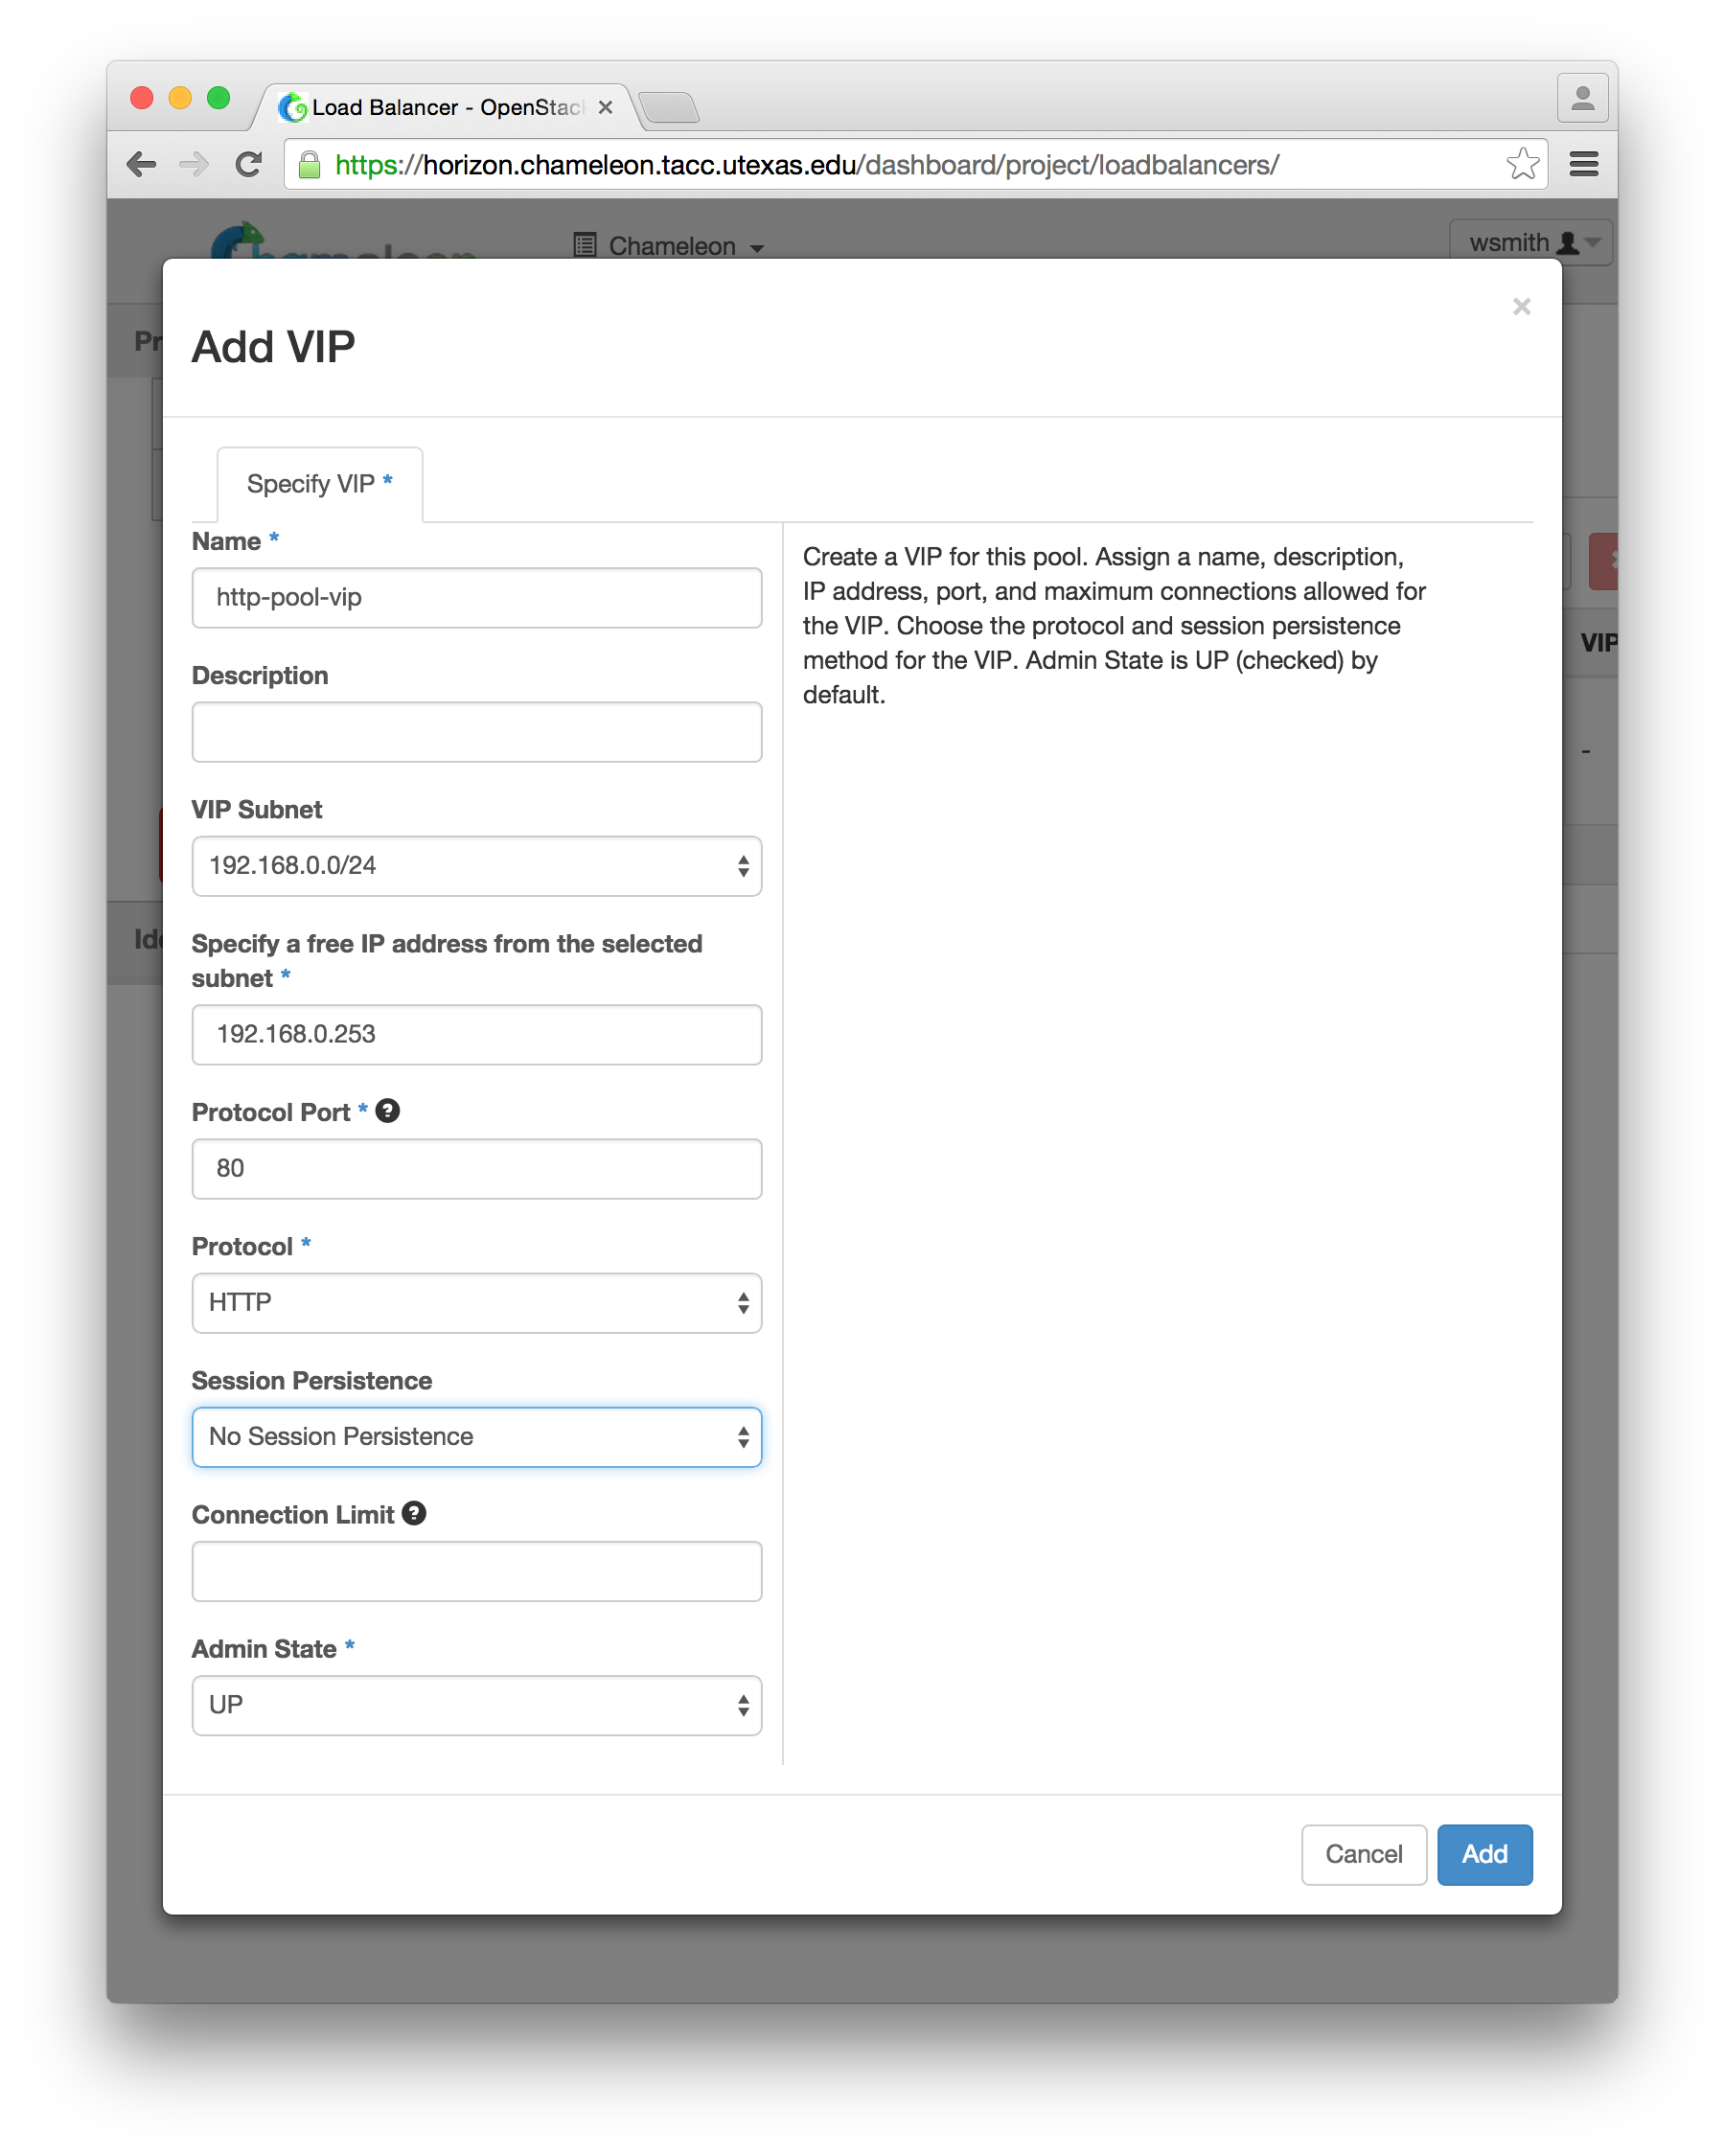 Load Balancer - OpenStac
https://horizon.chameleon.tacc.utexas.edu/dashboard/project/loadbalancers/
Chameleon
wsmith
Add VIP
×
Specify VIP *
Name *
http-pool-vip
Description
VIP Subnet
192.168.0.0/24
Specify a free IP address from the selected
subnet *
192.168.0.253
Protocol Port *
80
Protocol *
HTTP
Session Persistence
No Session Persistence
Connection Limit
Admin State *
UP
Create a VIP for this pool. Assign a name, description,
IP address, port, and maximum connections allowed for
the VIP. Choose the protocol and session persistence
method for the VIP. Admin State is UP (checked) by
default.
VIP
-
Cancel
Add